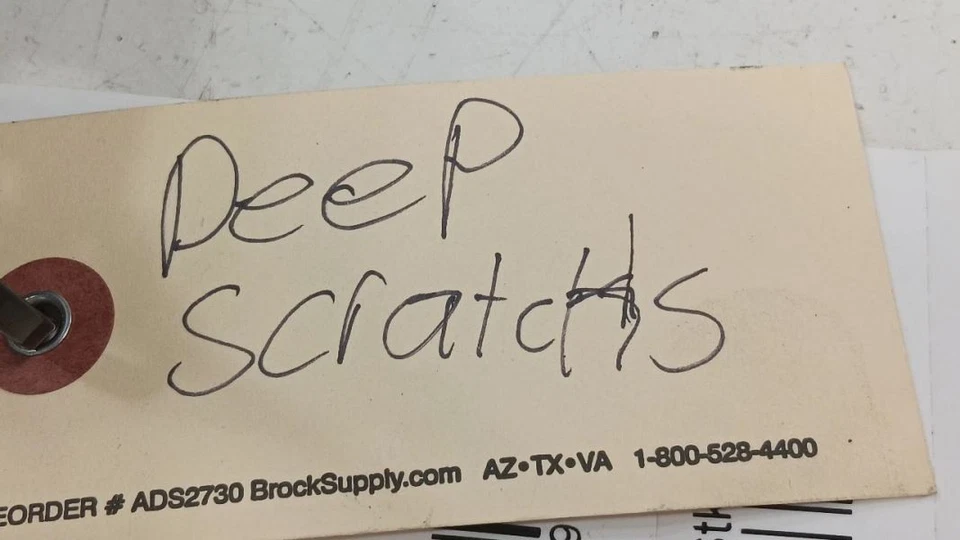 Deep
scratcHs
EORDER # ADS2730 BrockSupply.com AZ•TX•VA 1-800-528-4400